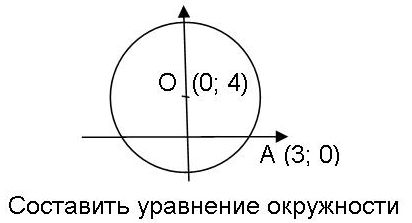 О (0; 4)
А (3; 0)
Составить уравнение окружности